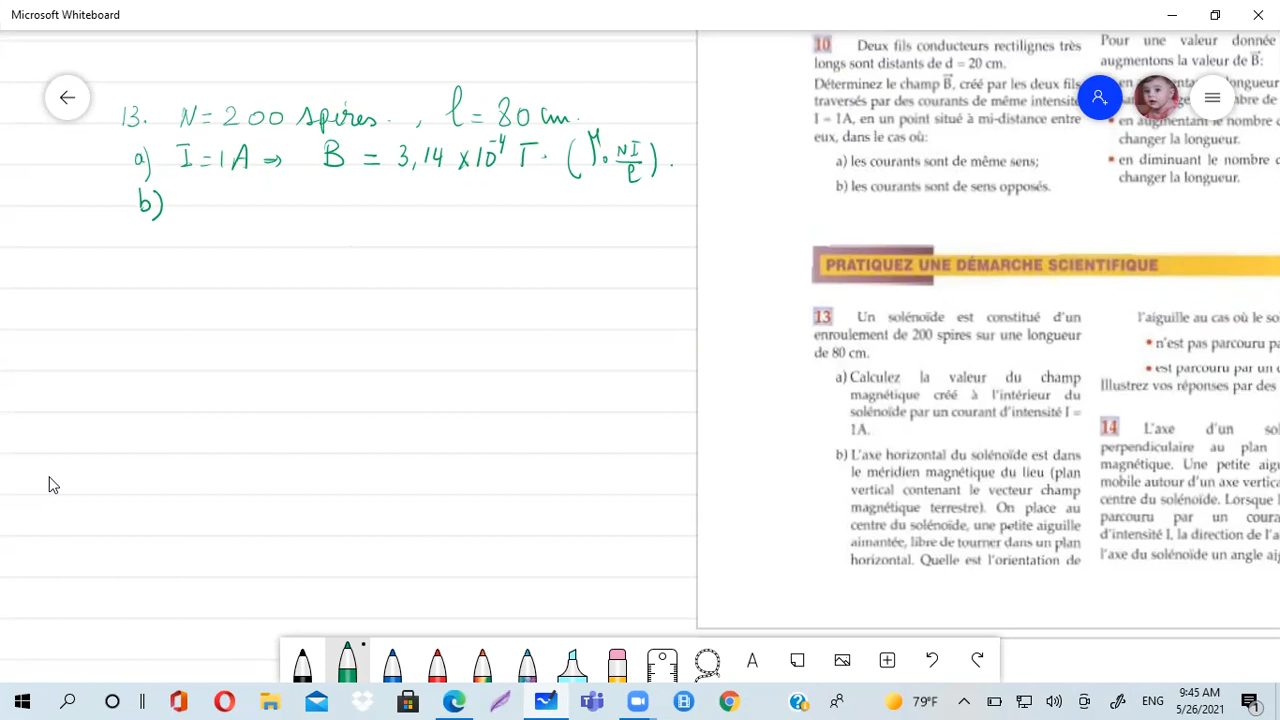 Microsoft Whiteboard
13. N = 200 spires. , l = 80 cm.
a) I = 1 A ⇒ B = 3,14 × 10⁻⁴ T. (μ₀ NI/l).
b)
10 Deux fils conducteurs rectilignes très
longs sont distants de d = 20 cm.
Déterminez le champ B⃗, créé par les deux fils
traversés par des courants de même intensité
I = 1A, en un point situé à mi-distance entre
eux, dans le cas où:
a) les courants sont de même sens;
b) les courants sont de sens opposés.
Pour une valeur donnée
augmentons la valeur de B⃗:
en
ongueur
bre de
changer la longueur.
• en augmentant le nombre d
changer la longueur.
• en diminuant le nombre d
changer la longueur.
PRATIQUEZ UNE DÉMARCHE SCIENTIFIQUE
13 Un solénoïde est constitué d'un
enroulement de 200 spires sur une longueur
de 80 cm.
a) Calculez la valeur du champ
magnétique créé à l'intérieur du
solénoïde par un courant d'intensité I =
1A.
b) L'axe horizontal du solénoïde est dans
le méridien magnétique du lieu (plan
vertical contenant le vecteur champ
magnétique terrestre). On place au
centre du solénoïde, une petite aiguille
aimantée, libre de tourner dans un plan
horizontal. Quelle est l'orientation de
l'aiguille au cas où le so
• n'est pas parcouru pa
• est parcouru par un c
Illustrez vos réponses par des
14 L'axe d'un sol
perpendiculaire au plan
magnétique. Une petite aigu
mobile autour d'un axe vertica
centre du solénoïde. Lorsque l
parcouru par un coura
d'intensité I, la direction de l'a
l'axe du solénoïde un angle aig
A
79°F
ENG
9:45 AM
5/26/2021